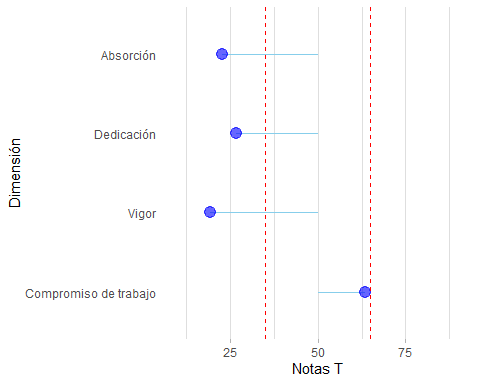 Absorción
Dedicación
Vigor
Compromiso de trabajo
Dimensión
25 50 75
Notas T